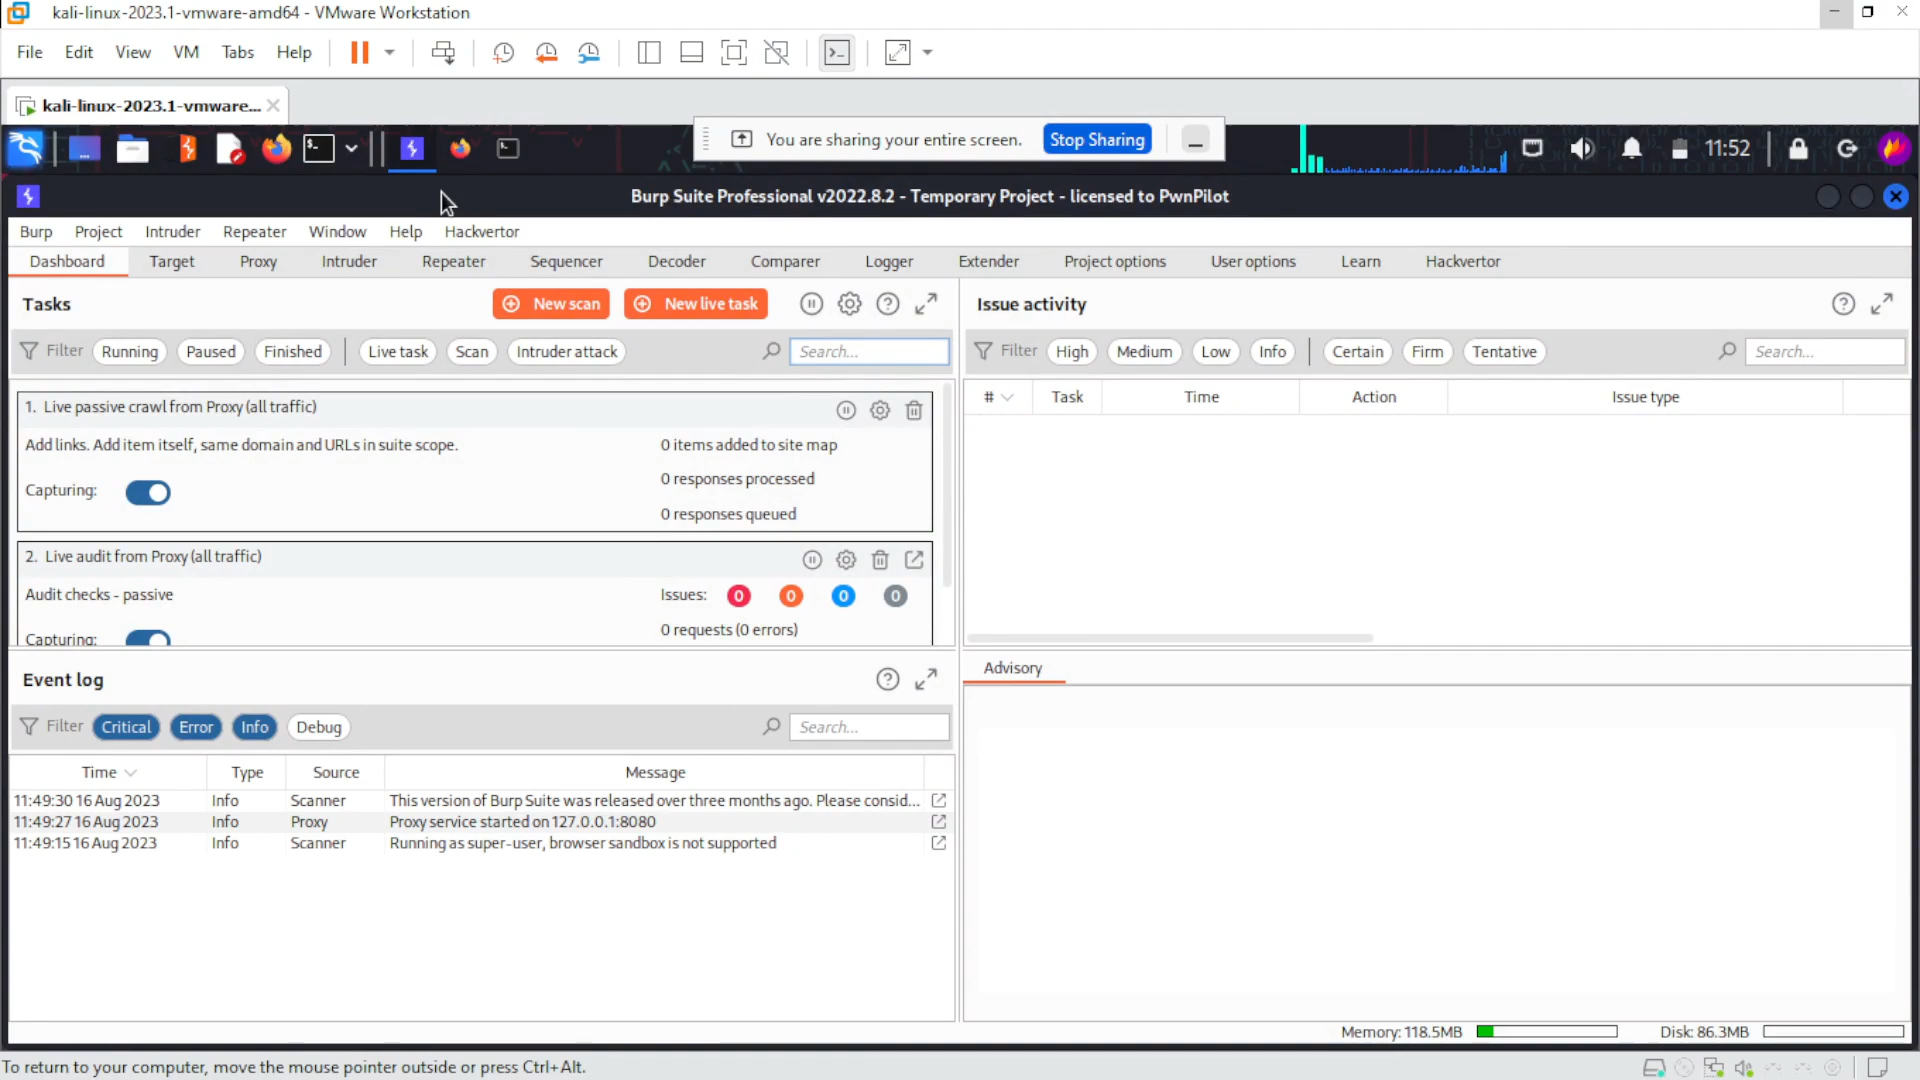 kali-linux-2023.1-vmware-amd64 - VMware Workstation
File Edit View VM Tabs Help
kali-linux-2023.1-vmware...
You are sharing your entire screen. Stop Sharing
11:52
Burp Suite Professional v2022.8.2 - Temporary Project - licensed to PwnPilot
Burp Project Intruder Repeater Window Help Hackvertor
Dashboard Target Proxy Intruder Repeater Sequencer Decoder Comparer Logger Extender Project options User options Learn Hackvertor
Tasks New scan New live task
Filter Running Paused Finished Live task Scan Intruder attack Search...
1. Live passive crawl from Proxy (all traffic)
Add links. Add item itself, same domain and URLs in suite scope. 0 items added to site map
0 responses processed
Capturing:
0 responses queued
2. Live audit from Proxy (all traffic)
Audit checks - passive Issues: 0 0 0 0
0 requests (0 errors)
Capturing:
Issue activity
Filter High Medium Low Info Certain Firm Tentative Search...
# Task Time Action Issue type
Event log
Filter Critical Error Info Debug Search...
Time Type Source Message
11:49:30 16 Aug 2023 Info Scanner This version of Burp Suite was released over three months ago. Please consid...
11:49:27 16 Aug 2023 Info Proxy Proxy service started on 127.0.0.1:8080
11:49:15 16 Aug 2023 Info Scanner Running as super-user, browser sandbox is not supported
Advisory
Memory: 118.5MB Disk: 86.3MB
To return to your computer, move the mouse pointer outside or press Ctrl+Alt.